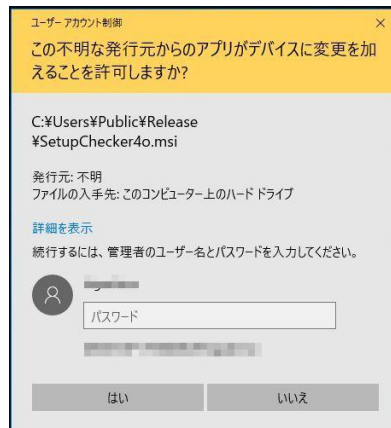 ユーザー アカウント制御
この不明な発行元からのアプリがデバイスに変更を加
えることを許可しますか?
C:¥Users¥Public¥Release
¥SetupChecker4o.msi
発行元: 不明
ファイルの入手先: このコンピューター上のハード ドライブ
詳細を表示
続行するには、管理者のユーザー名とパスワードを入力してください。
パスワード
はい
いいえ